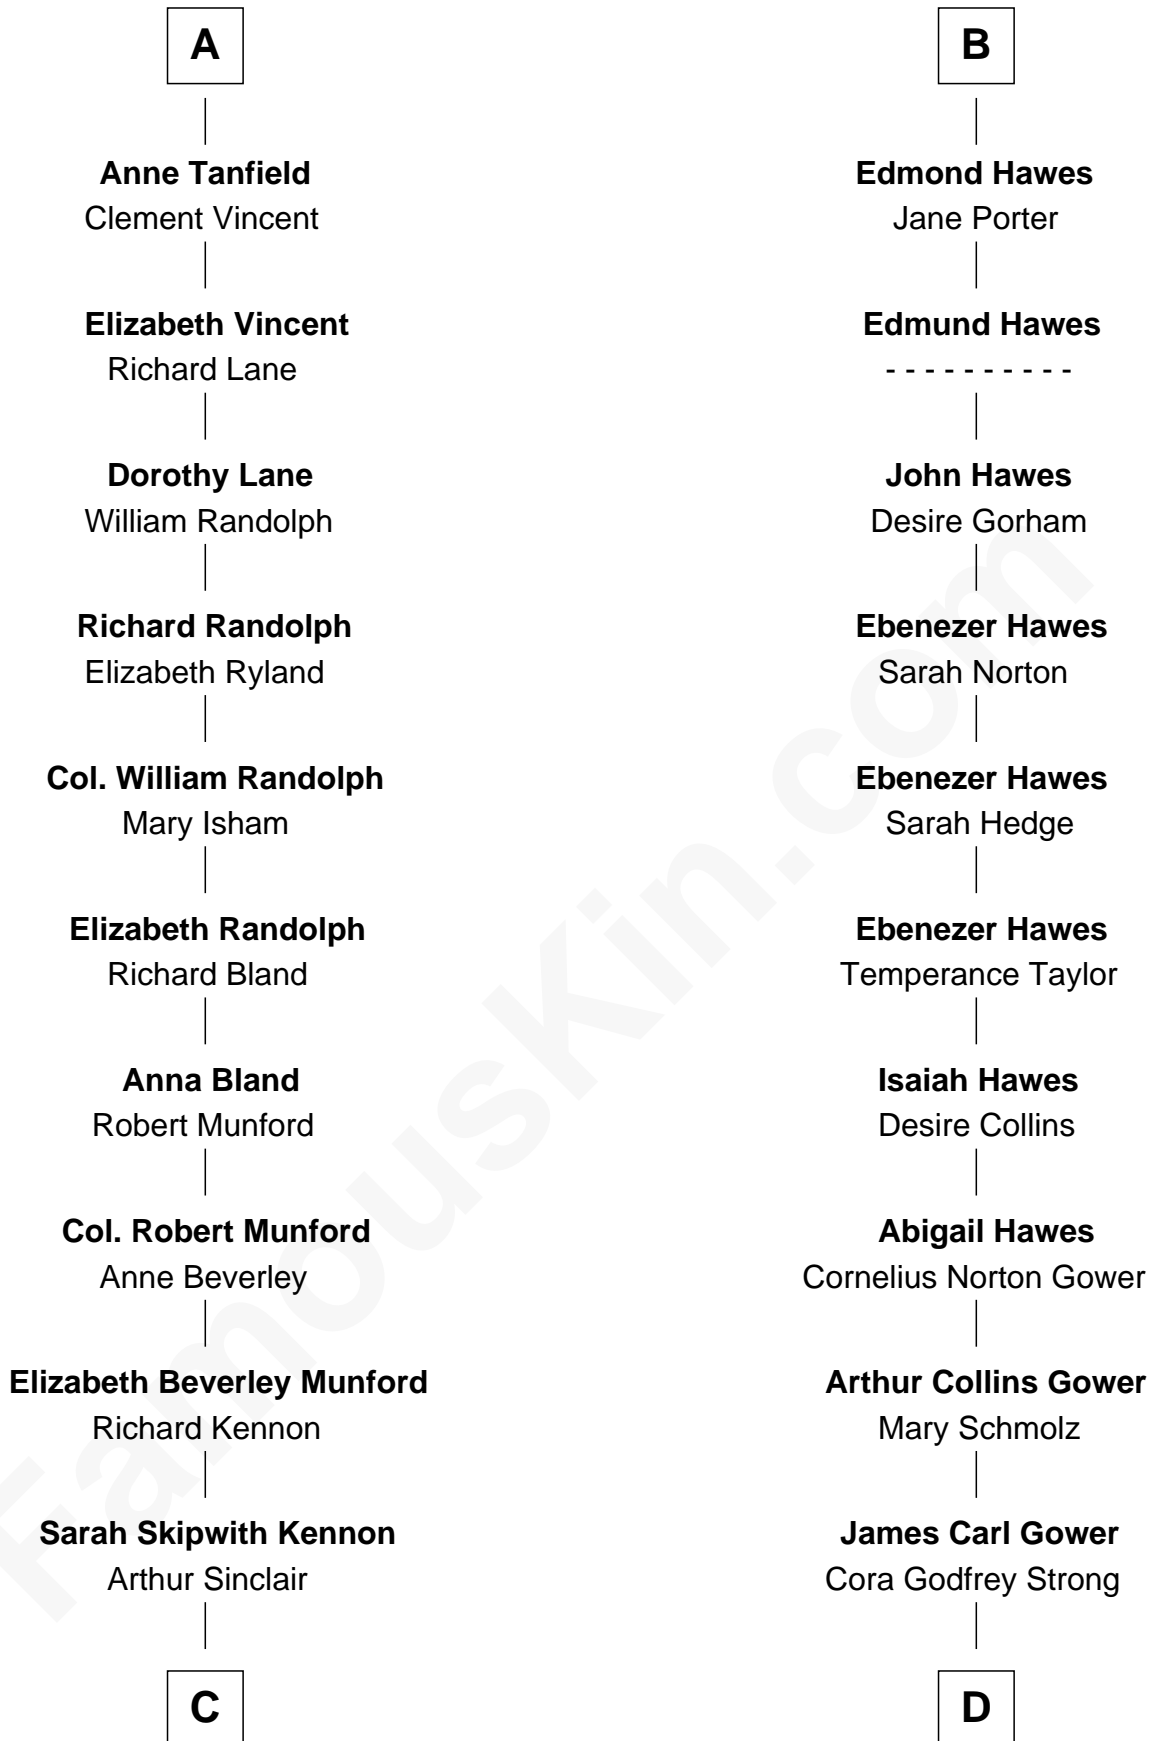 A
Anne Tanfield
Clement Vincent
Elizabeth Vincent
Richard Lane
Dorothy Lane
William Randolph
Richard Randolph
Elizabeth Ryland
Col. William Randolph
Mary Isham
Elizabeth Randolph
Richard Bland
Anna Bland
Robert Munford
Col. Robert Munford
Anne Beverley
Elizabeth Beverley Munford
Richard Kennon
Sarah Skipwith Kennon
Arthur Sinclair
C
B
Edmond Hawes
Jane Porter
Edmund Hawes
- - - - - - - - - -
John Hawes
Desire Gorham
Ebenezer Hawes
Sarah Norton
Ebenezer Hawes
Sarah Hedge
Ebenezer Hawes
Temperance Taylor
Isaiah Hawes
Desire Collins
Abigail Hawes
Cornelius Norton Gower
Arthur Collins Gower
Mary Schmolz
James Carl Gower
Cora Godfrey Strong
D
FamousKin.com